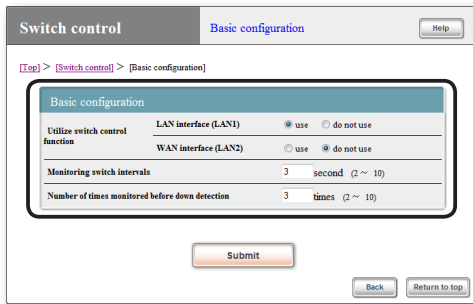 Switch control Basic configuration Help
[Top] > [Switch control] > [Basic configuration]
Basic configuration
Utilize switch control function
LAN interface (LAN1) use do not use
WAN interface (LAN2) use do not use
Monitoring switch intervals 3 second (2 ~ 10)
Number of times monitored before down detection 3 times (2 ~ 10)
Submit
Back Return to top